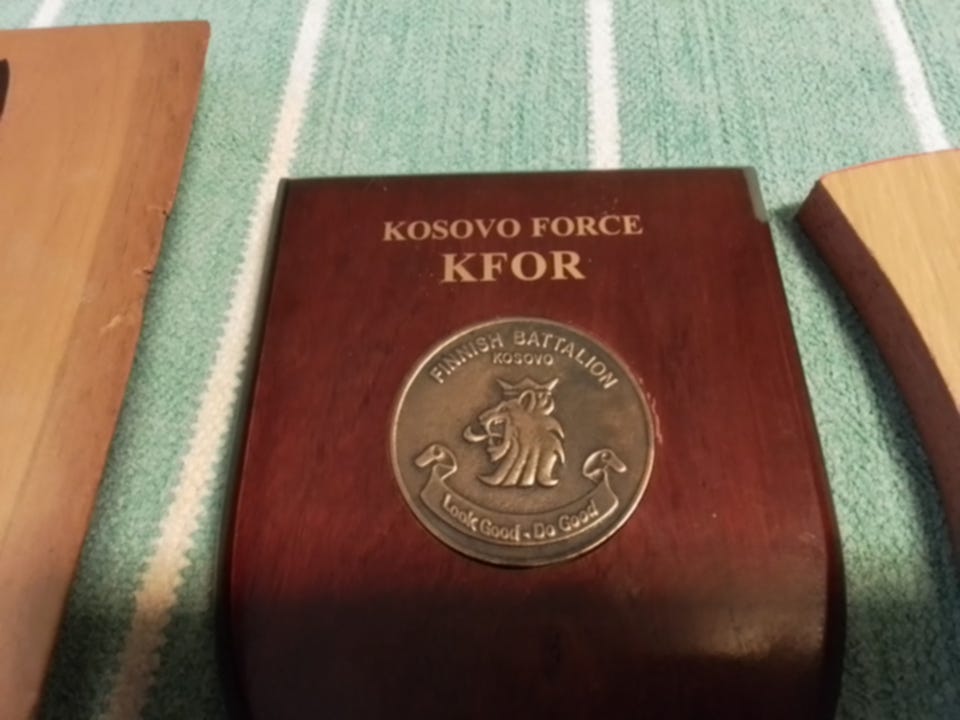 KOSOVO FORCE
KFOR
FINNISH BATTALION
KOSOVO
Look Good - Do Good